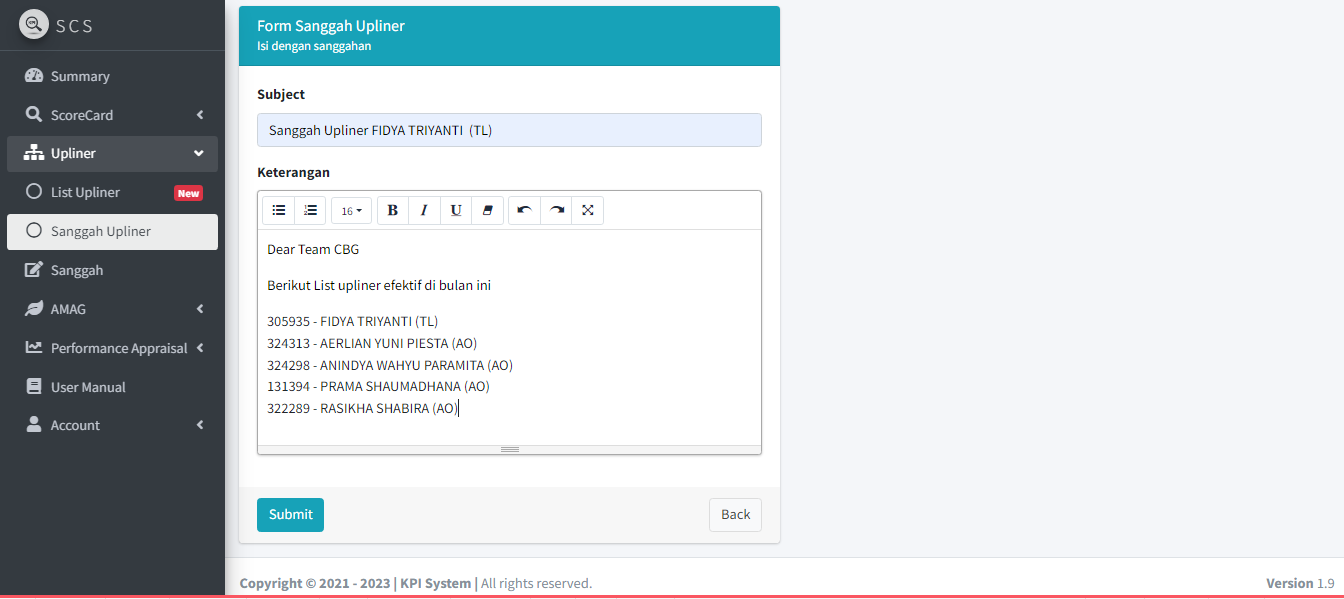 SCS
Summary
ScoreCard
Upliner
List Upliner New
Sanggah Upliner
Sanggah
AMAG
Performance Appraisal
User Manual
Account
Form Sanggah Upliner
Isi dengan sanggahan
Subject
Sanggah Upliner FIDYA TRIYANTI (TL)
Keterangan
16 B I U
Dear Team CBG
Berikut List upliner efektif di bulan ini
305935 - FIDYA TRIYANTI (TL)
324313 - AERLIAN YUNI PIESTA (AO)
324298 - ANINDYA WAHYU PARAMITA (AO)
131394 - PRAMA SHAUMADHANA (AO)
322289 - RASIKHA SHABIRA (AO)
Submit Back
Copyright © 2021 - 2023 | KPI System | All rights reserved. Version 1.9